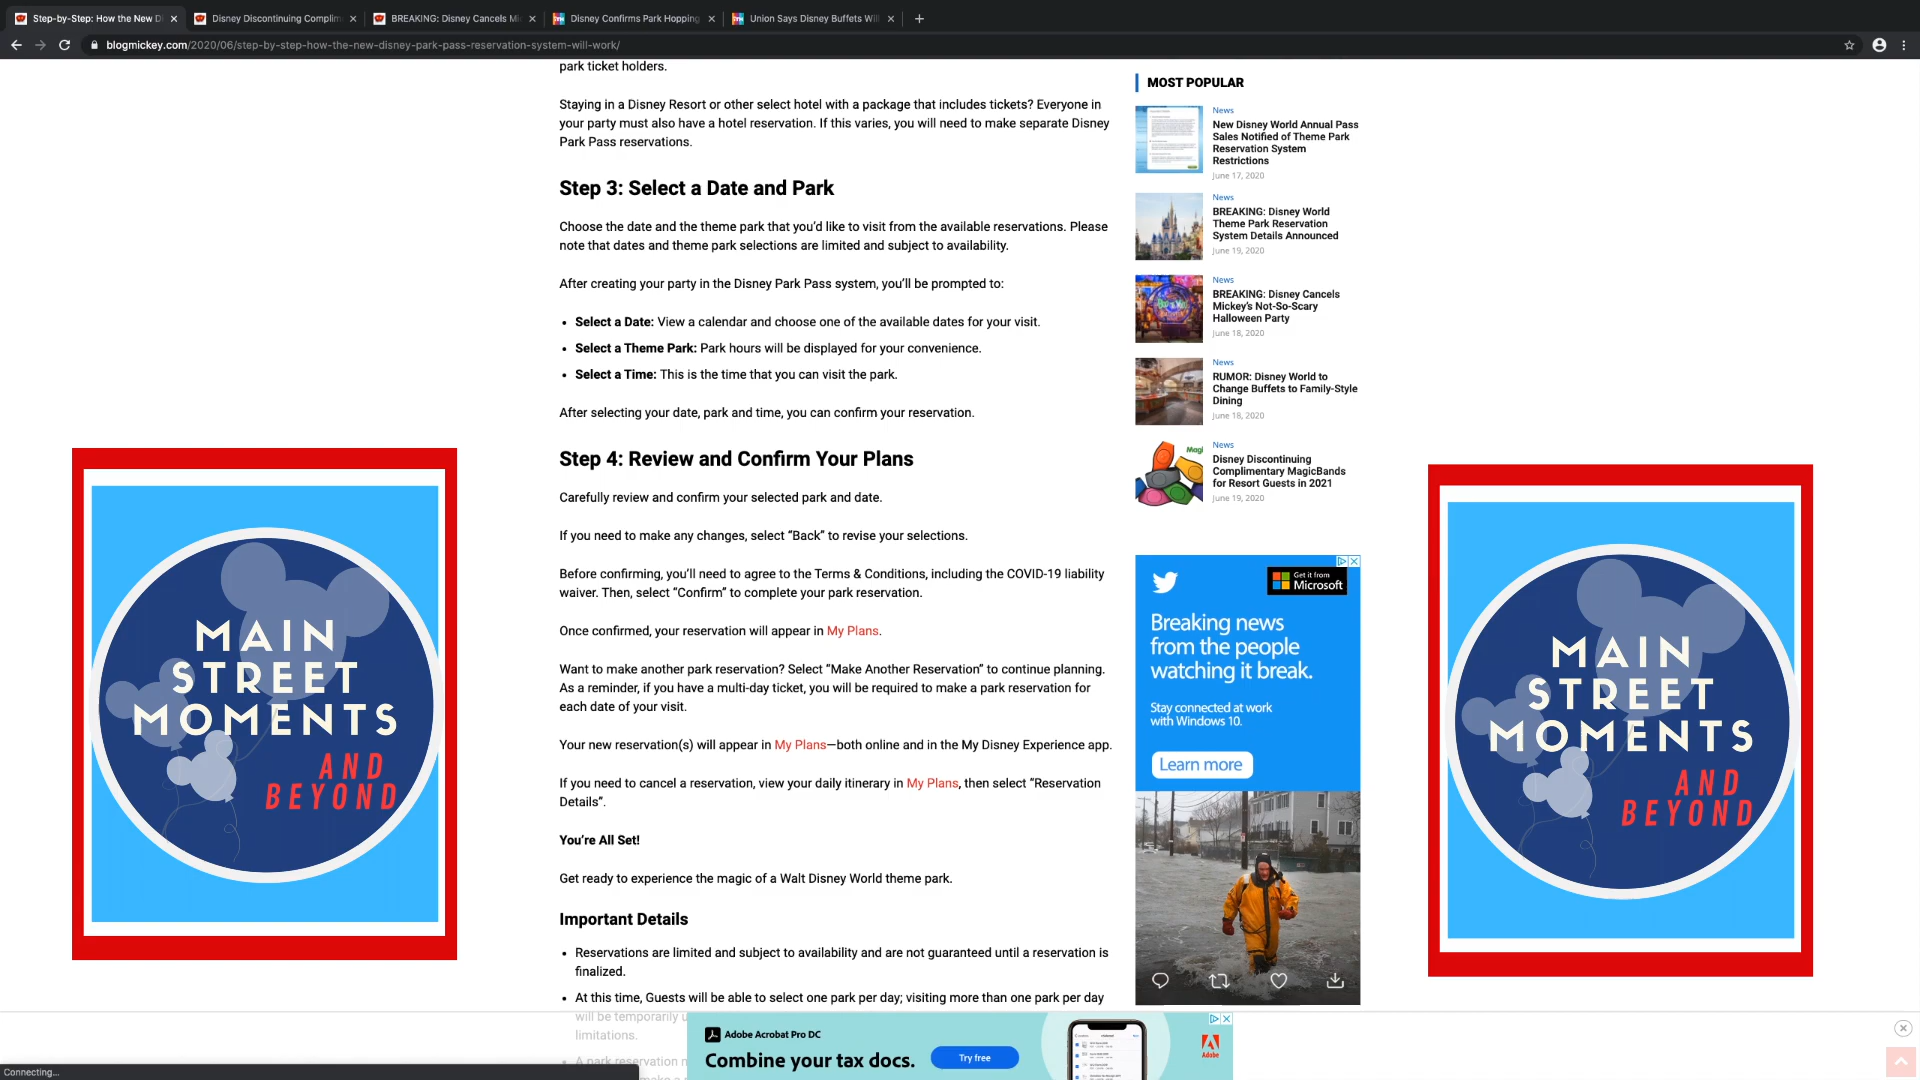 Step-by-Step: How the New Di
Disney Discontinuing Complim
BREAKING: Disney Cancels Mi
Disney Confirms Park Hopping
Union Says Disney Buffets Will
blogmickey.com/2020/06/step-by-step-how-the-new-disney-park-pass-reservation-system-will-work/
park ticket holders.
Staying in a Disney Resort or other select hotel with a package that includes tickets? Everyone in
your party must also have a hotel reservation. If this varies, you will need to make separate Disney
Park Pass reservations.
Step 3: Select a Date and Park
Choose the date and the theme park that you’d like to visit from the available reservations. Please
note that dates and theme park selections are limited and subject to availability.
After creating your party in the Disney Park Pass system, you’ll be prompted to:
• Select a Date: View a calendar and choose one of the available dates for your visit.
• Select a Theme Park: Park hours will be displayed for your convenience.
• Select a Time: This is the time that you can visit the park.
After selecting your date, park and time, you can confirm your reservation.
Step 4: Review and Confirm Your Plans
Carefully review and confirm your selected park and date.
If you need to make any changes, select “Back” to revise your selections.
Before confirming, you’ll need to agree to the Terms & Conditions, including the COVID-19 liability
waiver. Then, select “Confirm” to complete your park reservation.
Once confirmed, your reservation will appear in My Plans.
Want to make another park reservation? Select “Make Another Reservation” to continue planning.
As a reminder, if you have a multi-day ticket, you will be required to make a park reservation for
each date of your visit.
Your new reservation(s) will appear in My Plans—both online and in the My Disney Experience app.
If you need to cancel a reservation, view your daily itinerary in My Plans, then select “Reservation
Details”.
You’re All Set!
Get ready to experience the magic of a Walt Disney World theme park.
Important Details
• Reservations are limited and subject to availability and are not guaranteed until a reservation is
finalized.
• At this time, Guests will be able to select one park per day; visiting more than one park per day
will be temporarily u
limitations.
• A park reservation
make a
MOST POPULAR
News
New Disney World Annual Pass
Sales Notified of Theme Park
Reservation System
Restrictions
June 17, 2020
News
BREAKING: Disney World
Theme Park Reservation
System Details Announced
June 19, 2020
News
BREAKING: Disney Cancels
Mickey’s Not-So-Scary
Halloween Party
June 18, 2020
News
RUMOR: Disney World to
Change Buffets to Family-Style
Dining
June 18, 2020
Magi
News
Disney Discontinuing
Complimentary MagicBands
for Resort Guests in 2021
June 19, 2020
Get it from
Microsoft
Breaking news
from the people
watching it break.
Stay connected at work
with Windows 10.
Learn more
MAIN
STREET
MOMENTS
AND
BEYOND
MAIN
STREET
MOMENTS
AND
BEYOND
Adobe Acrobat Pro DC
Combine your tax docs.
Try free
Adobe
Connecting...